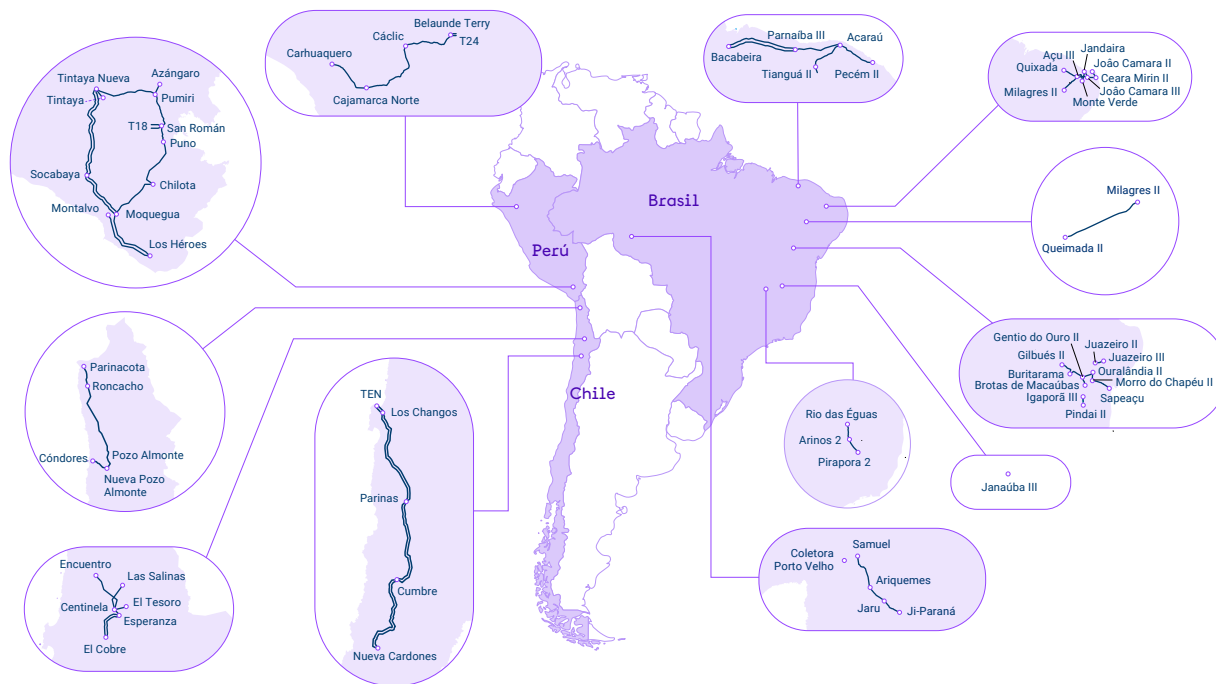 Belaunde Terry
T24
Cáclic
Carhuaquero
Cajamarca Norte
Parnaíba III
Acaraú
Bacabeira
Tianguá II
Pecém II
Jandaira
Açu III
João Camara II
Quixada
Ceara Mirin II
Milagres II
João Camara III
Monte Verde
Tintaya Nueva
Azángaro
Tintaya
Pumiri
T18
San Román
Puno
Socabaya
Chilota
Montalvo
Moquegua
Los Héroes
Brasil
Perú
Chile
Milagres II
Queimada II
Gentio do Ouro II
Juazeiro II
Gilbués II
Juazeiro III
Buritarama
Ouralândia II
Brotas de Macaúbas
Morro do Chapéu II
Igaporã III
Sapeaçu
Pindai II
Parinacota
Roncacho
Pozo Almonte
Cóndores
Nueva Pozo
Almonte
TEN
Los Changos
Parinas
Cumbre
Nueva Cardones
Rio das Éguas
Arinos 2
Pirapora 2
Janaúba III
Encuentro
Las Salinas
Centinela
El Tesoro
Esperanza
El Cobre
Samuel
Coletora
Porto Velho
Ariquemes
Jaru
Ji-Paraná